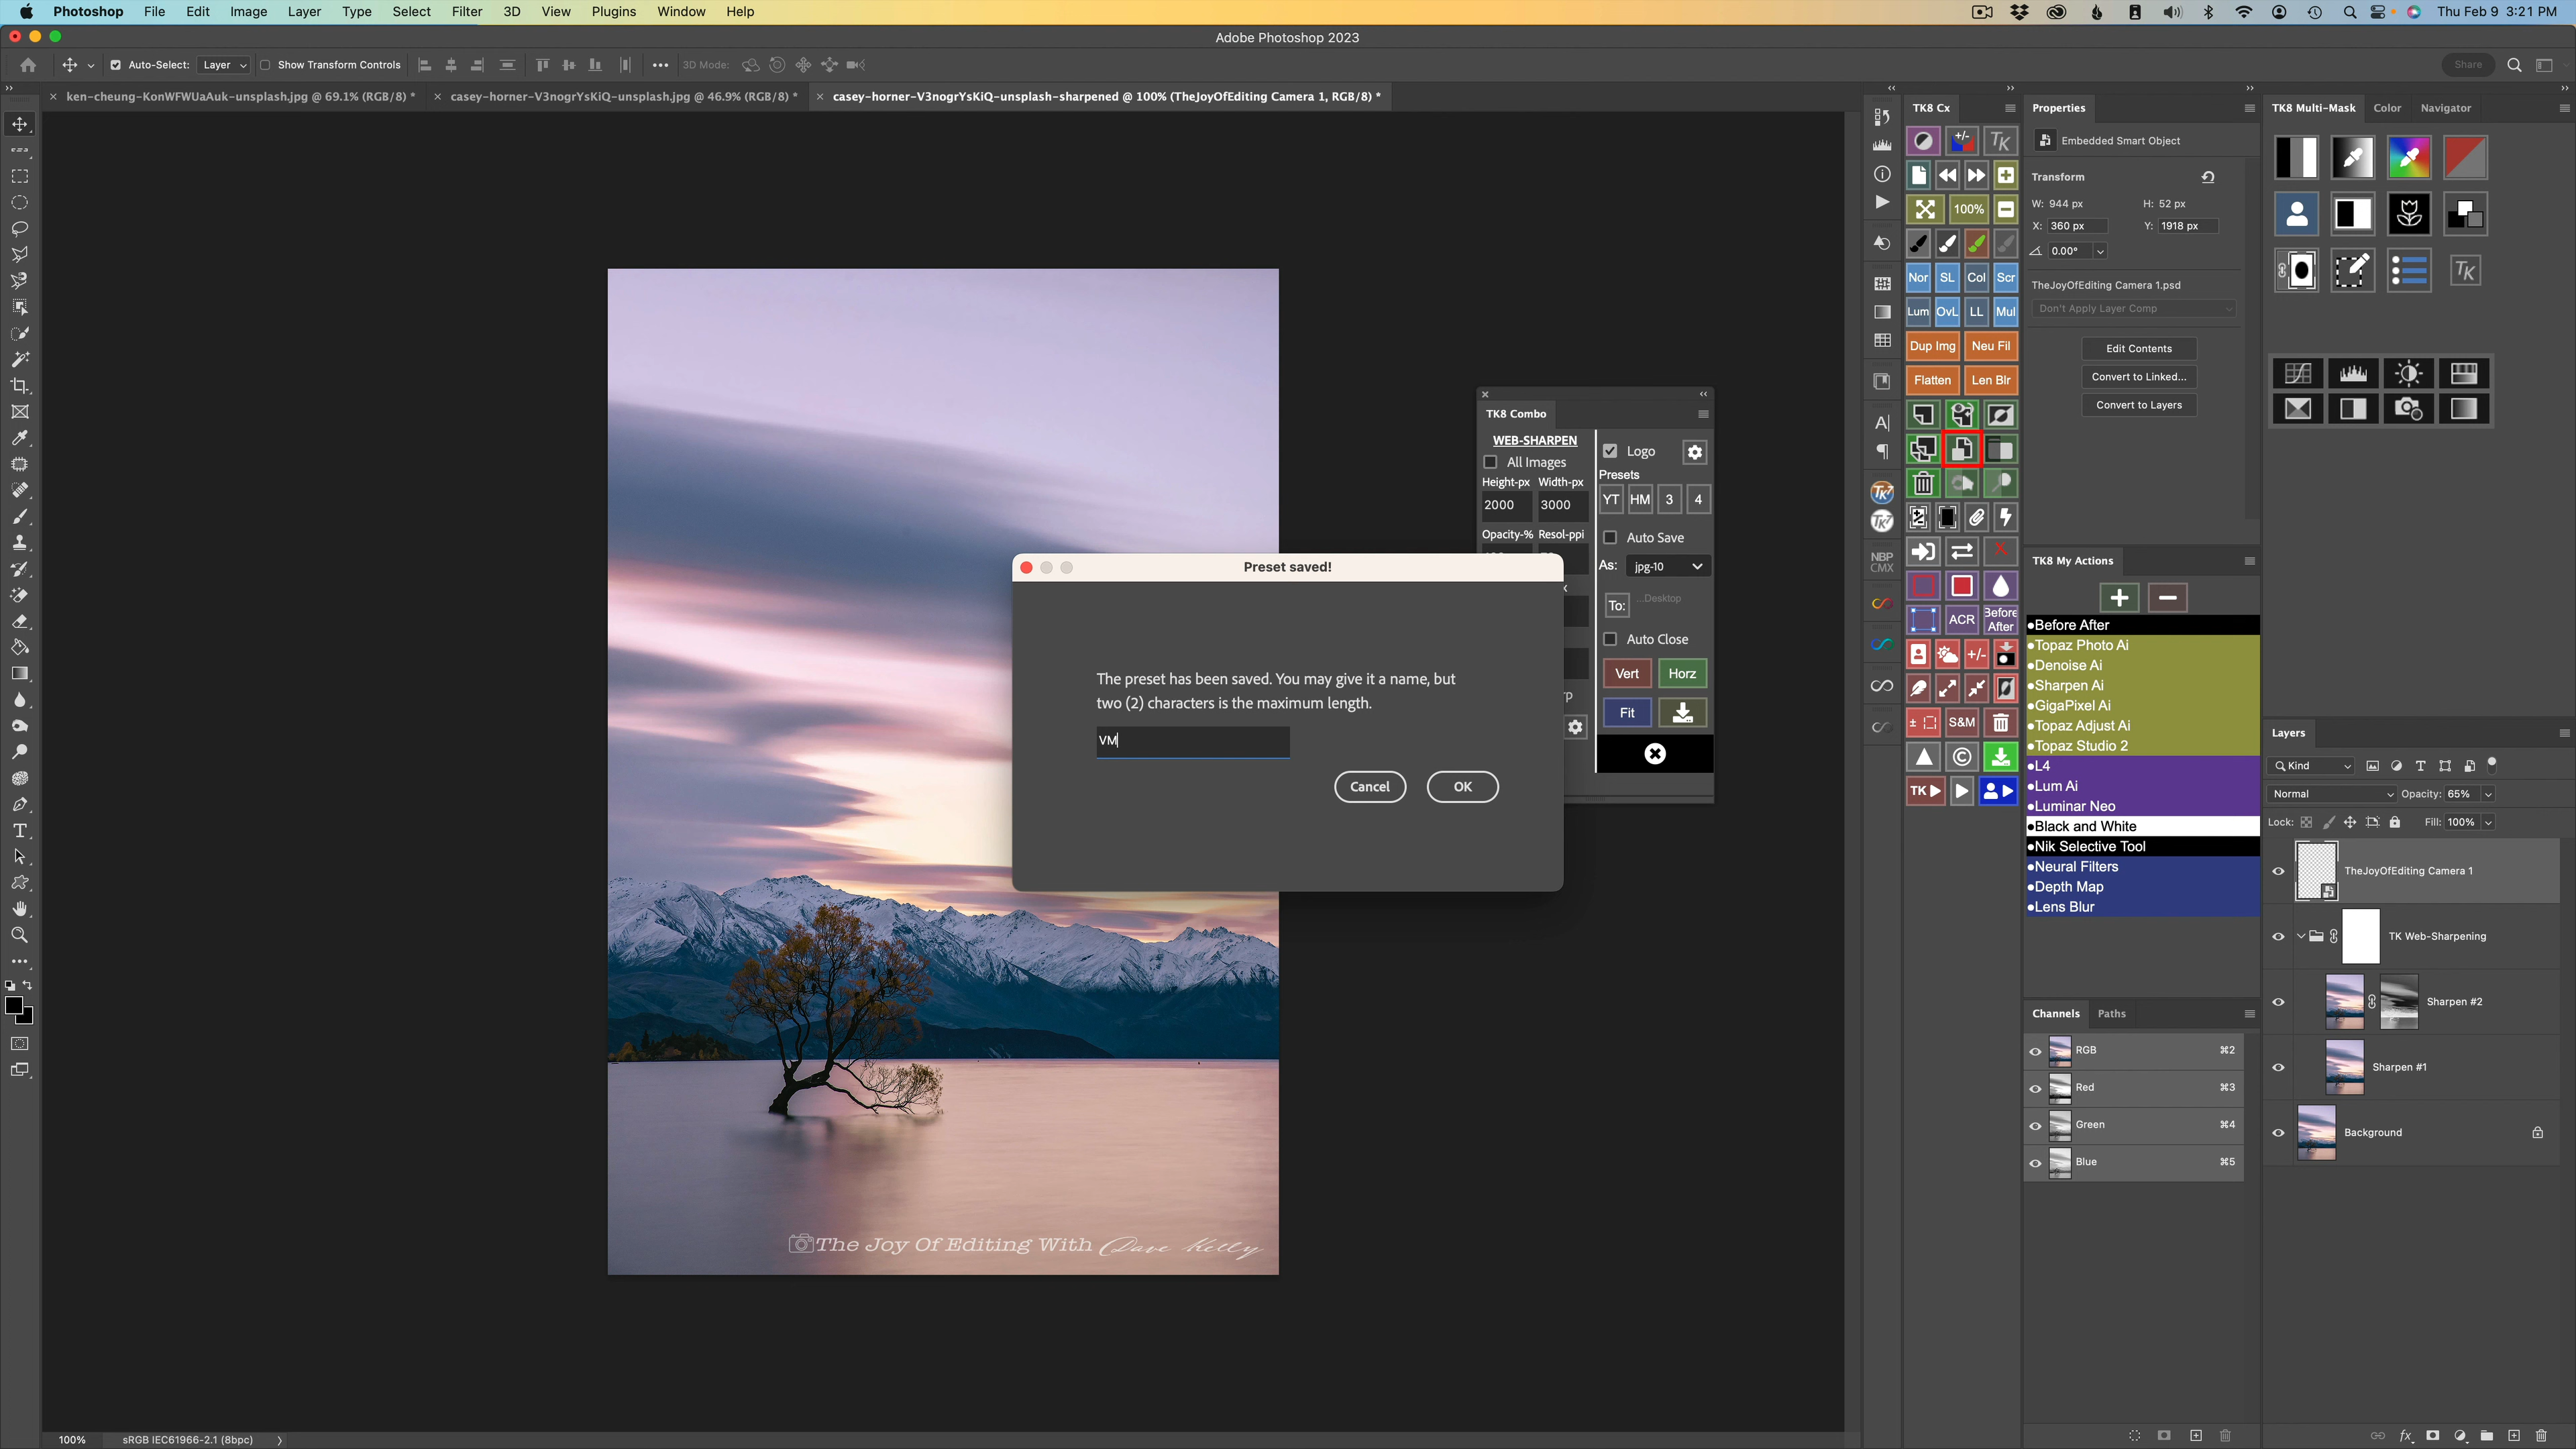 Photoshop File Edit Image Layer Type Select Filter 3D View Plugins Window Help
Thu Feb 9 3:21 PM
Adobe Photoshop 2023
Auto-Select: Layer Show Transform Controls 3D Mode: Share
ken-cheung-KonWFWUaAuk-unsplash.jpg @ 69.1% (RGB/8) *
casey-horner-V3nogrYsKiQ-unsplash.jpg @ 46.9% (RGB/8) *
casey-horner-V3nogrYsKiQ-unsplash-sharpened @ 100% (TheJoyOfEditing Camera 1, RGB/8) *
The Joy Of Editing With Dave Kelly
100% sRGB IEC61966-2.1 (8bpc)
TK8 Combo
WEB-SHARPEN
All Images
Height-px Width-px
2000 3000
Opacity-% Resol-ppi
Logo
Presets
YT HM 3 4
Auto Save
As: jpg-10
To: ...Desktop
Auto Close
Vert Horz
Fit
Preset saved!
The preset has been saved. You may give it a name, but
two (2) characters is the maximum length.
VM
Cancel OK
NBP
CMX
TK8 Cx
+/- TK
100%
Nor SL Col Scr
Lum OvL LL Mul
Dup Img Neu Fil
Flatten Len Blr
ACR Before
After
+/-
S&M
TK
Properties
Embedded Smart Object
Transform
W: 944 px H: 52 px
X: 360 px Y: 1918 px
0.00°
TheJoyOfEditing Camera 1.psd
Don't Apply Layer Comp
Edit Contents
Convert to Linked...
Convert to Layers
TK8 My Actions
Before After
Topaz Photo Ai
Denoise Ai
Sharpen Ai
GigaPixel Ai
Topaz Adjust Ai
Topaz Studio 2
L4
Lum Ai
Luminar Neo
Black and White
Nik Selective Tool
Neural Filters
Depth Map
Lens Blur
Channels Paths
RGB ⌘2
Red ⌘3
Green ⌘4
Blue ⌘5
TK8 Multi-Mask Color Navigator
TK
Layers
Kind
Normal Opacity: 65%
Lock: Fill: 100%
TheJoyOfEditing Camera 1
TK Web-Sharpening
Sharpen #2
Sharpen #1
Background